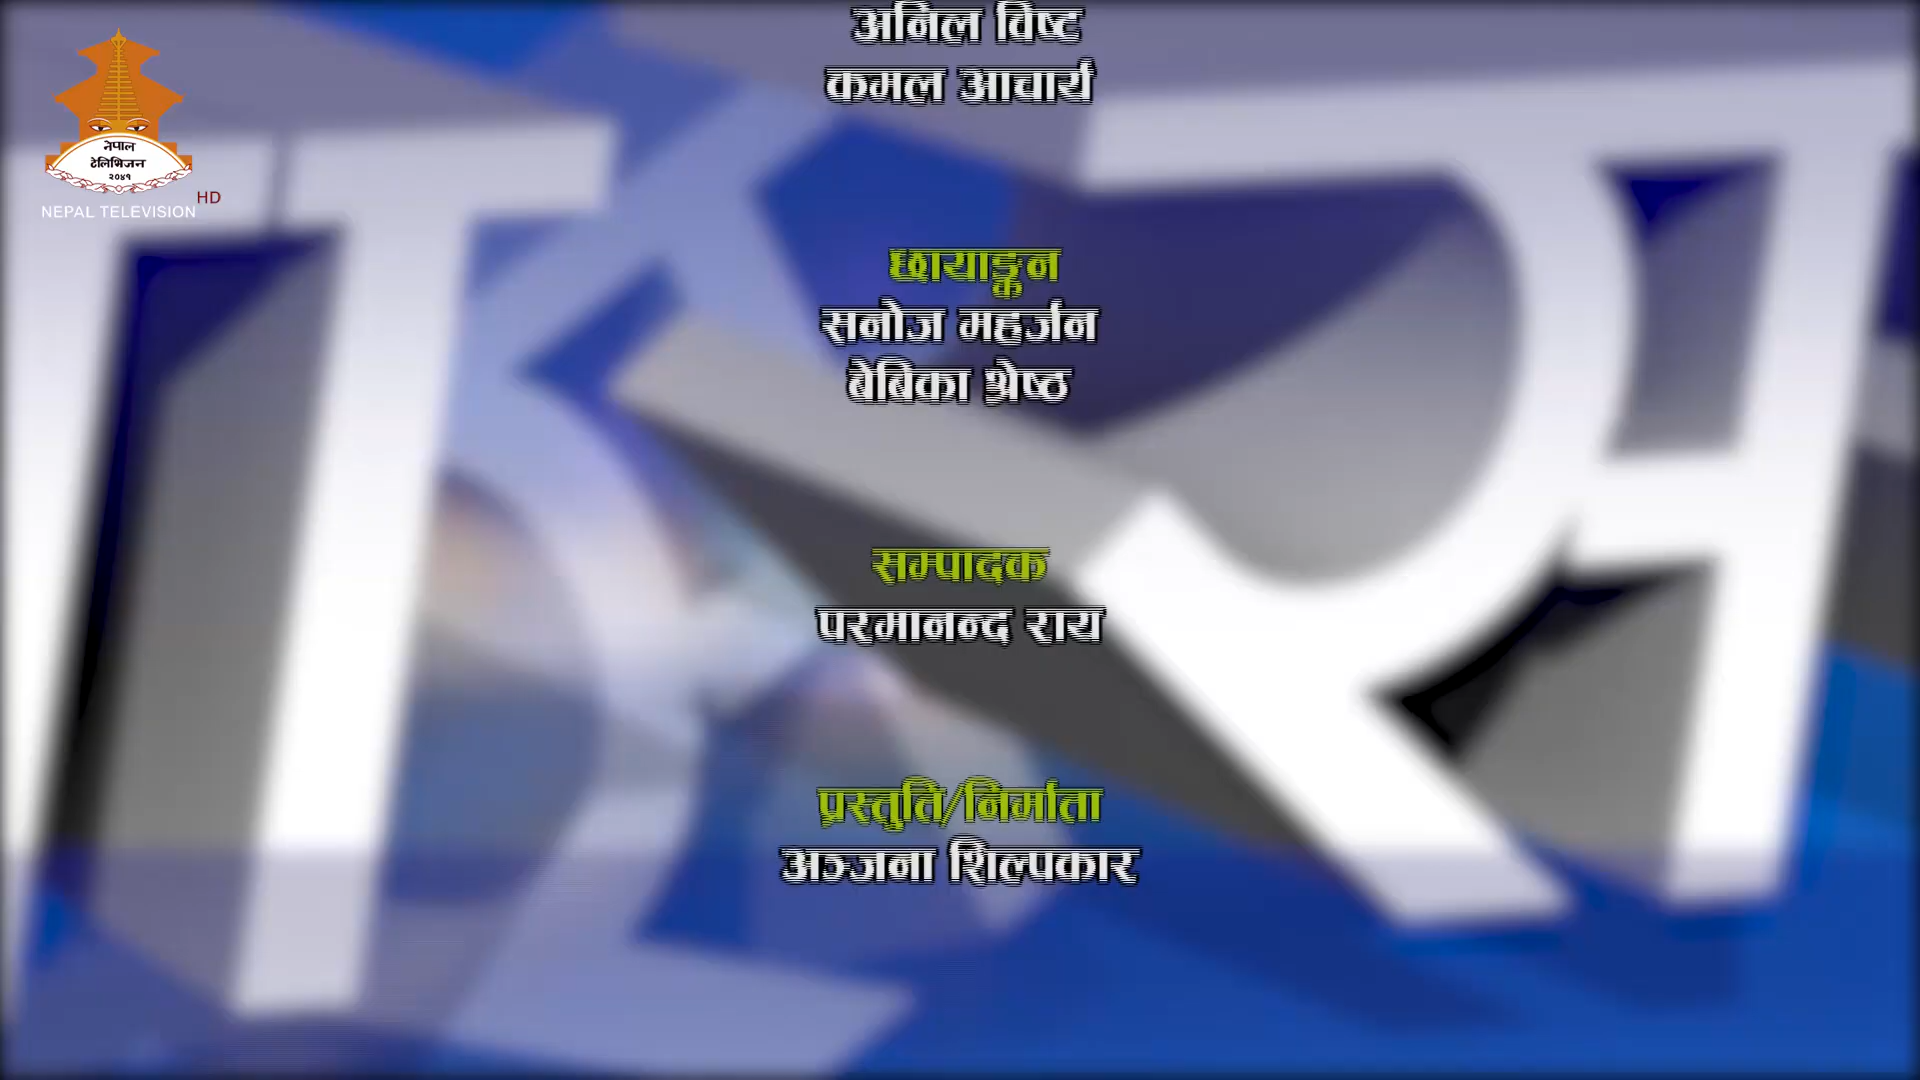 अनिल विष्ट
कमल आचार्य
नेपाल
टेलिभिजन
२०४१
HD
NEPAL TELEVISION
छायाङ्कन
सनोज महर्जन
बेबिका श्रेष्ठ
सम्पादक
परमानन्द राय
प्रस्तुति/निर्माता
अञ्जना शिल्पकार